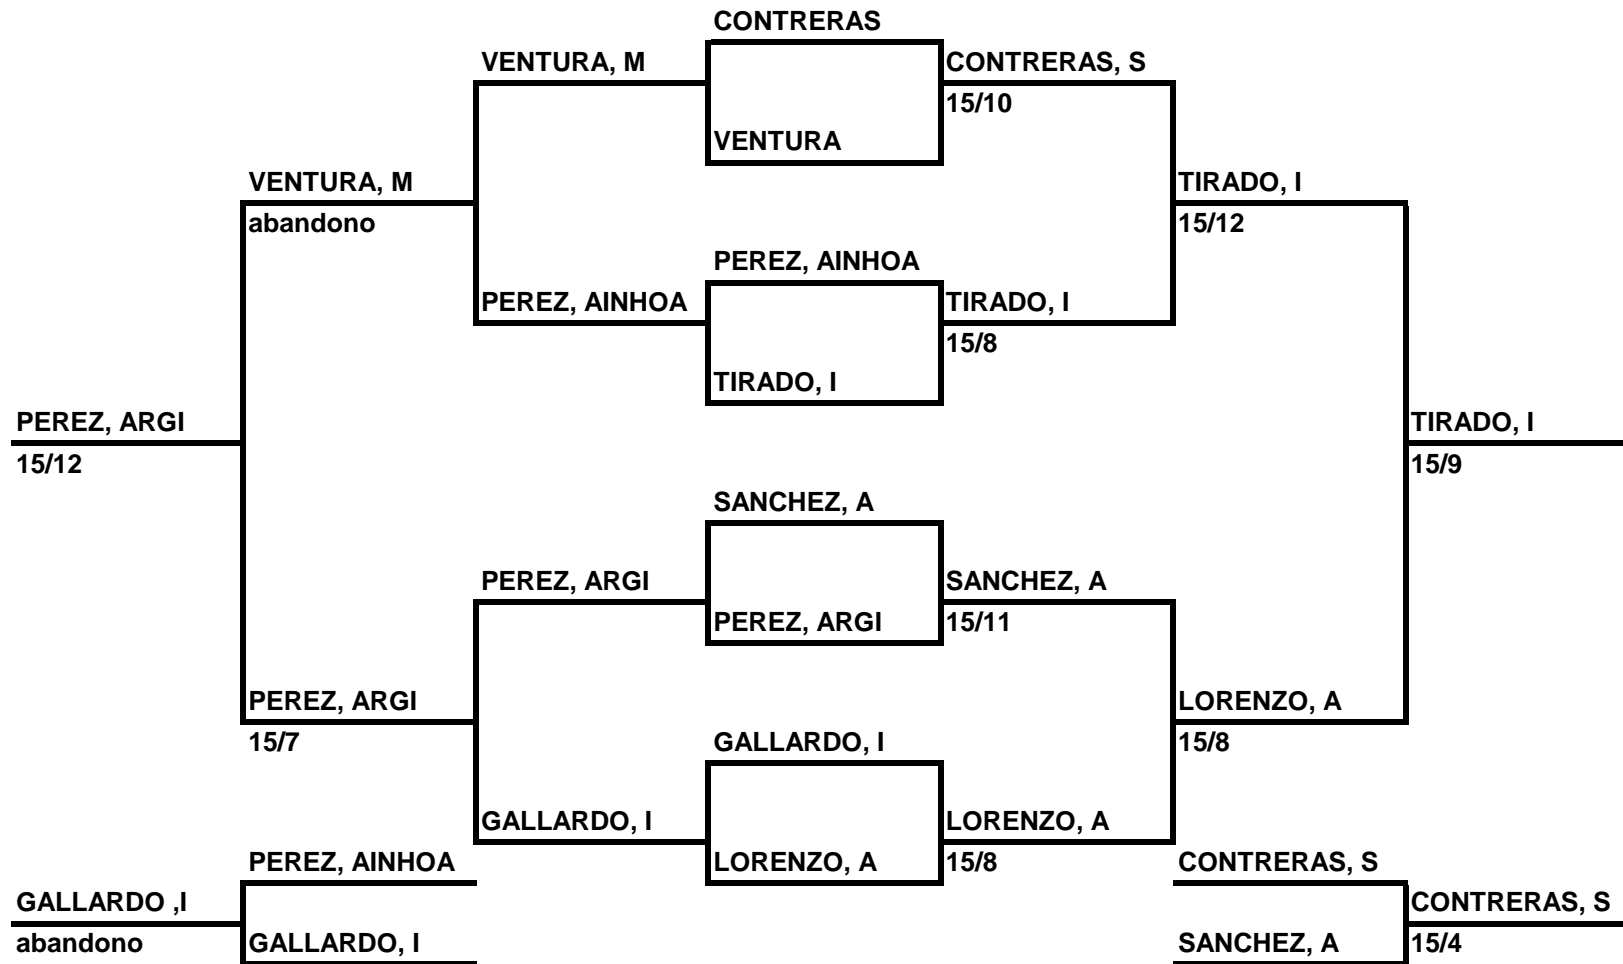 CONTRERAS
VENTURA, M
CONTRERAS, S
15/10
VENTURA
VENTURA, M
abandono
TIRADO, I
15/12
PEREZ, AINHOA
PEREZ, AINHOA
TIRADO, I
15/8
TIRADO, I
PEREZ, ARGI
15/12
TIRADO, I
15/9
SANCHEZ, A
PEREZ, ARGI
SANCHEZ, A
PEREZ, ARGI
15/11
PEREZ, ARGI
15/7
LORENZO, A
15/8
GALLARDO, I
GALLARDO, I
LORENZO, A
LORENZO, A
15/8
PEREZ, AINHOA
CONTRERAS, S
GALLARDO ,I
abandono
GALLARDO, I
CONTRERAS, S
SANCHEZ, A
15/4